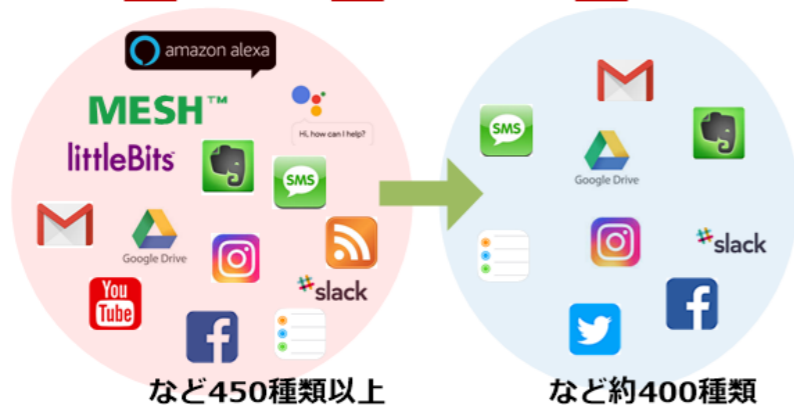 amazon alexa
MESH™
Hi, how can I help?
littleBits
SMS
Google Drive
You
Tube
slack
など450種類以上
SMS
Google Drive
slack
など約400種類